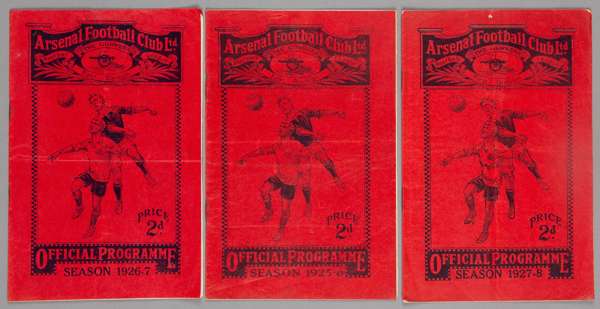 Arsenal Football Club Ltd
PRICE
2d
OFFICIAL PROGRAMME
SEASON 1926-7
Arsenal Football Club Ltd
PRICE
2d
OFFICIAL PROGRAMME
SEASON 1925-6
Arsenal Football Club Ltd.
PRICE
2d
OFFICIAL PROGRAMME
SEASON 1927-8